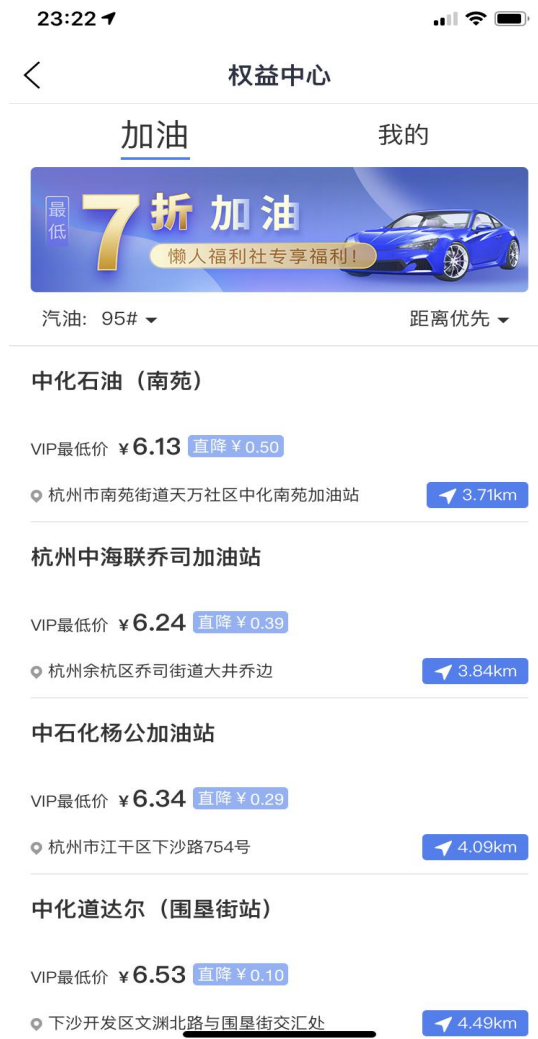 23:22
权益中心
加油
我的
最低
7折加油
懒人福利社专享福利!
汽油: 95#
距离优先
中化石油（南苑）
VIP最低价 ¥6.13 直降¥0.50
杭州市南苑街道天万社区中化南苑加油站 3.71km
杭州中海联乔司加油站
VIP最低价 ¥6.24 直降¥0.39
杭州余杭区乔司街道大井乔边 3.84km
中石化杨公加油站
VIP最低价 ¥6.34 直降¥0.29
杭州市江干区下沙路754号 4.09km
中化道达尔（围垦街站）
VIP最低价 ¥6.53 直降¥0.10
下沙开发区文渊北路与围垦街交汇处 4.49km